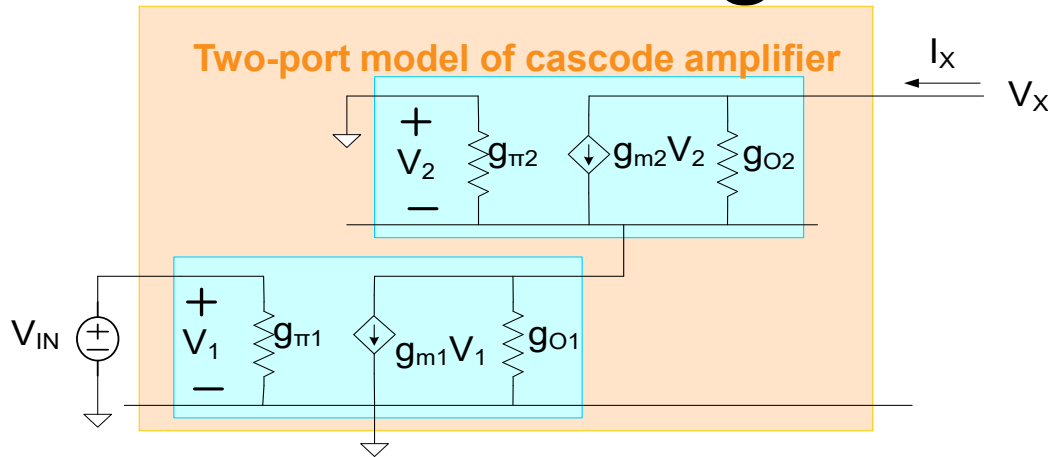 Two-port model of cascode amplifier
I_X
V_X
+
V_2
−
g_π2
g_m2V_2
g_O2
V_IN
+
−
+
V_1
−
g_π1
g_m1V_1
g_O1